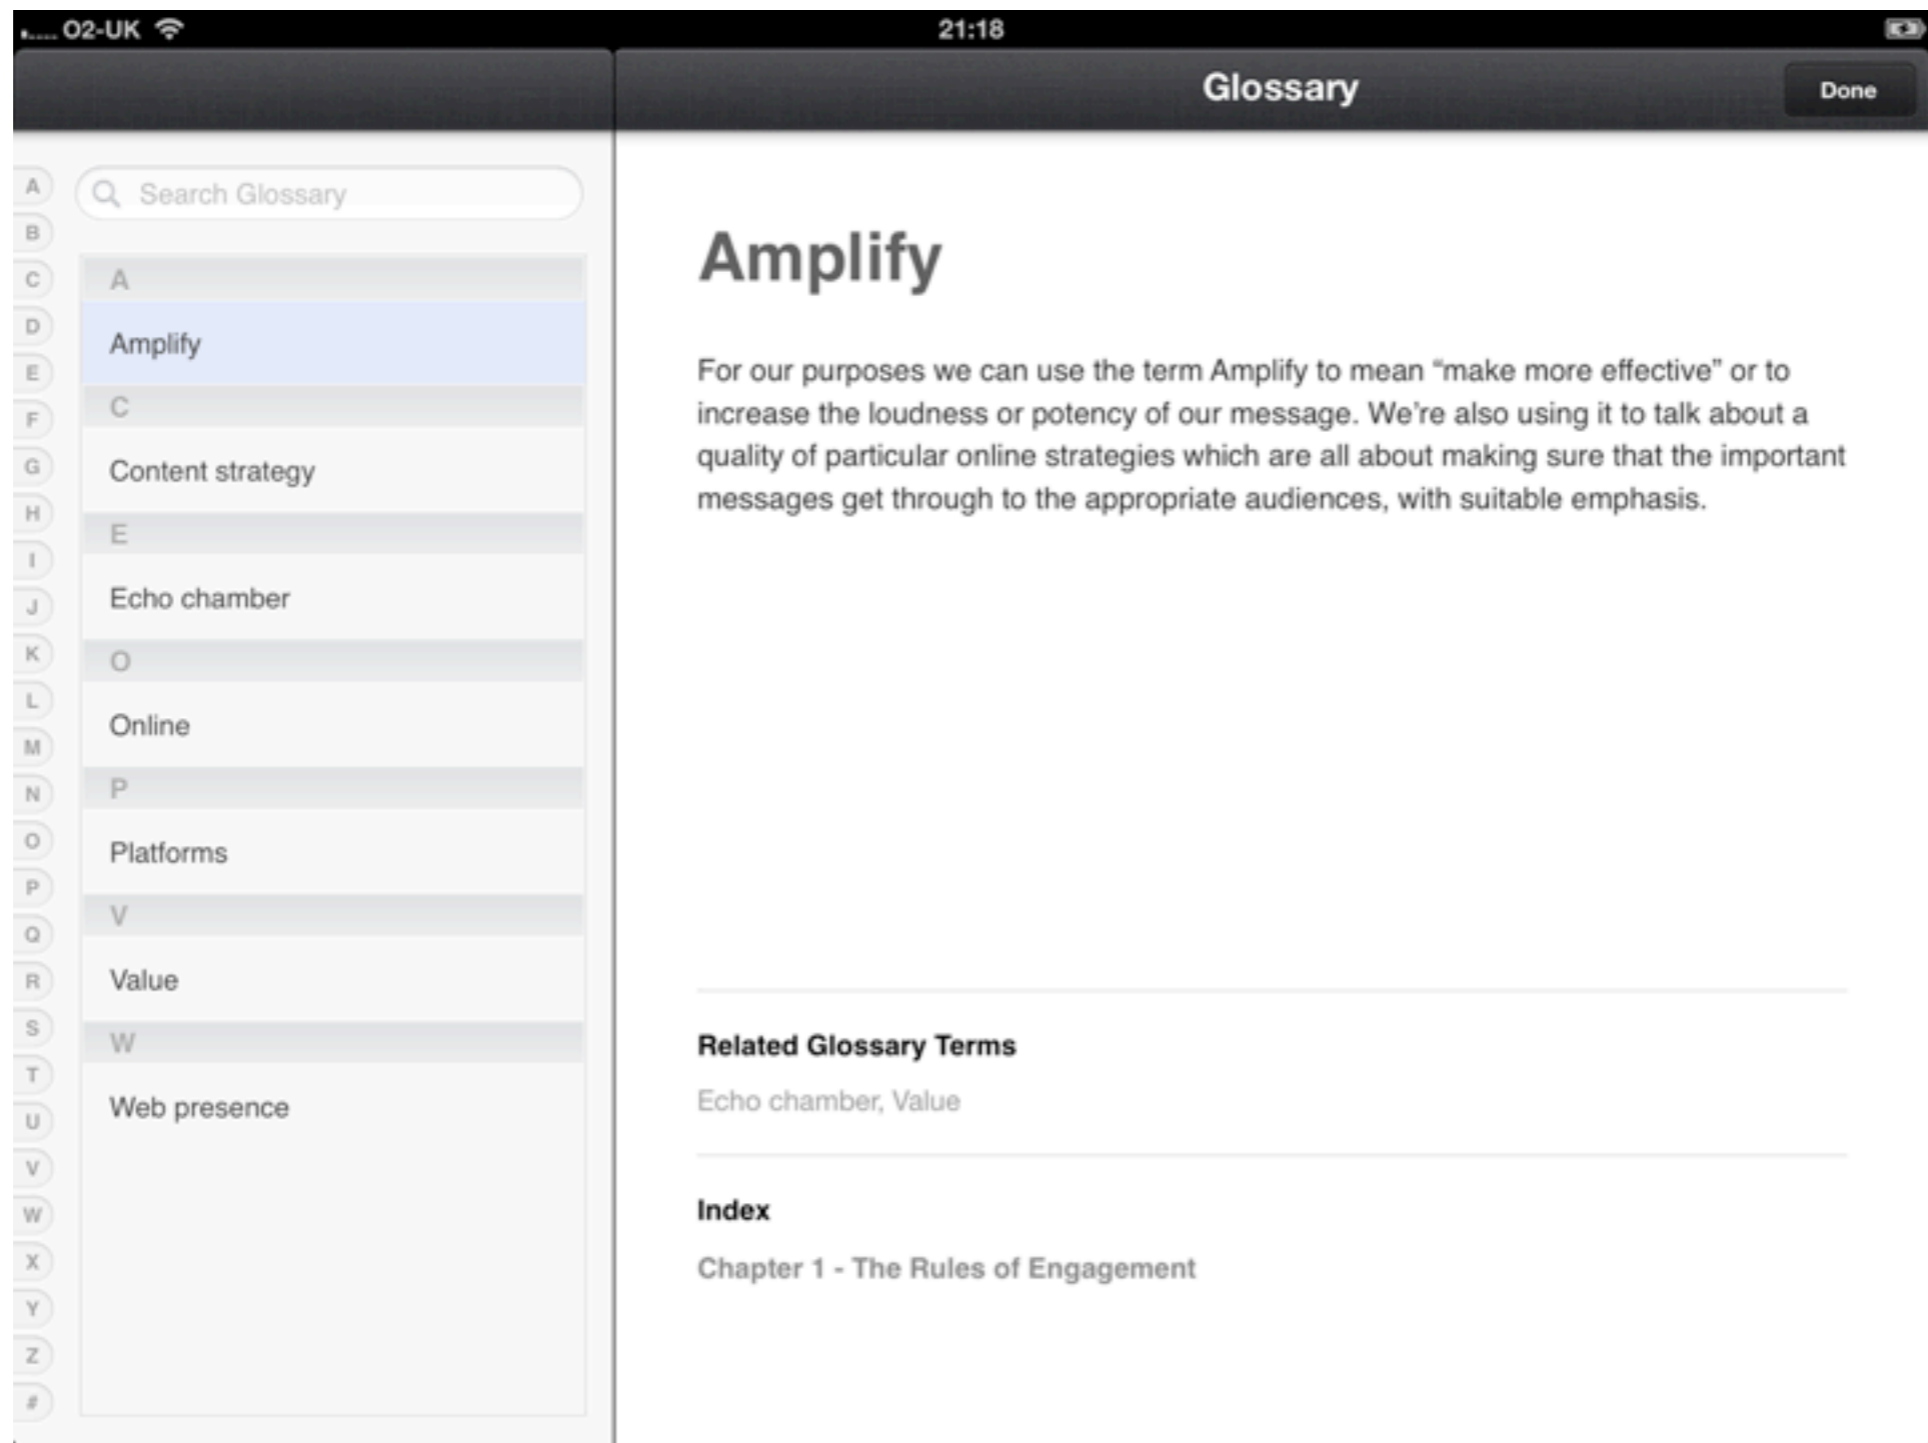 O2-UK
21:18
Glossary
Done
A
B
C
D
E
F
G
H
I
J
K
L
M
N
O
P
Q
R
S
T
U
V
W
X
Y
Z
#
Search Glossary
A
Amplify
C
Content strategy
E
Echo chamber
O
Online
P
Platforms
V
Value
W
Web presence
Amplify
For our purposes we can use the term Amplify to mean “make more effective” or to
increase the loudness or potency of our message. We’re also using it to talk about a
quality of particular online strategies which are all about making sure that the important
messages get through to the appropriate audiences, with suitable emphasis.
Related Glossary Terms
Echo chamber, Value
Index
Chapter 1 - The Rules of Engagement